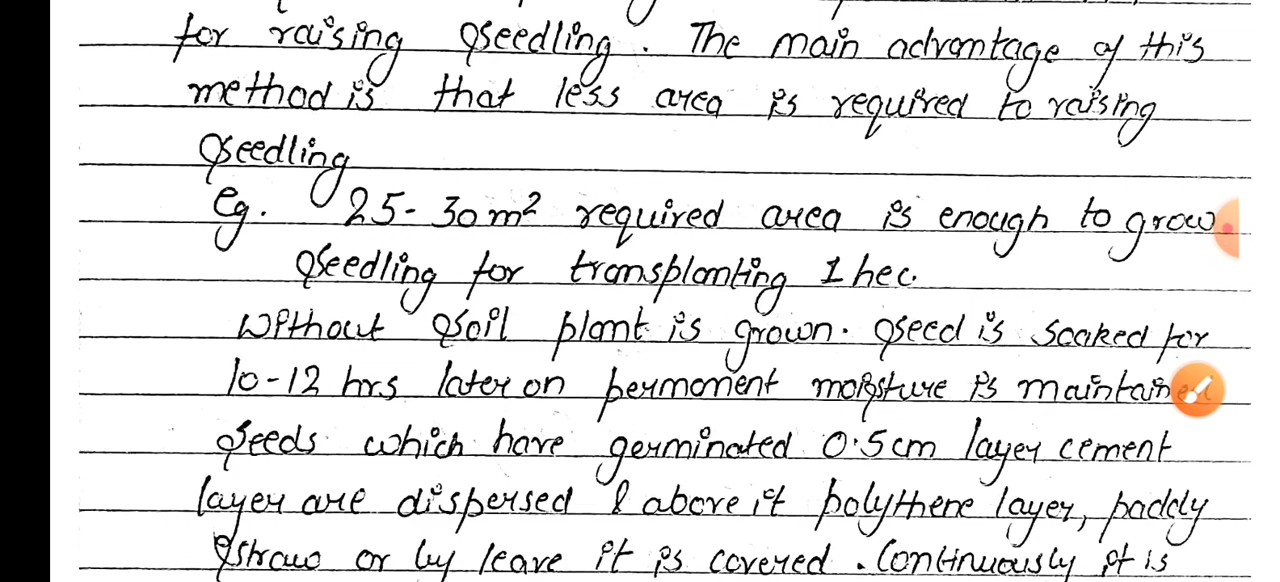 for raising seedling. The main advantage of this
method is that less area is required to raising
seedling
eg. 25-30 m² required area is enough to grow
seedling for transplanting 1 hec.
Without soil plant is grown. seed is soaked for
10-12 hrs later on permanent moisture is maintained
seeds which have germinated 0.5cm layer cement
layer are dispersed & above it polythene layer, paddy
straw or by leave it is covered. Continuously it is